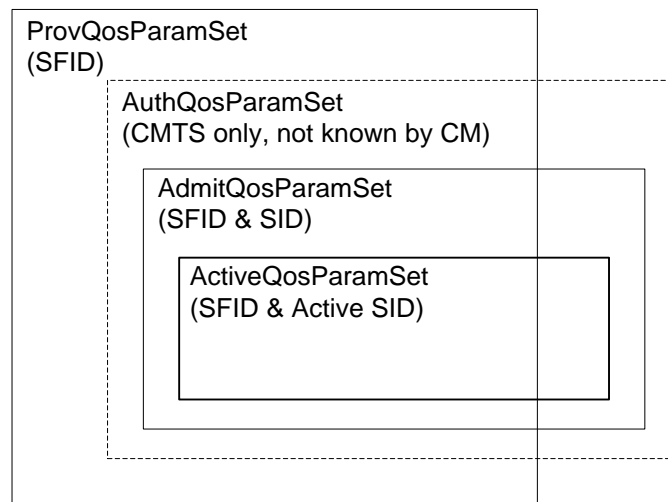 ProvQosParamSet
(SFID)
AuthQosParamSet
(CMTS only, not known by CM)
AdmitQosParamSet
(SFID & SID)
ActiveQosParamSet
(SFID & Active SID)